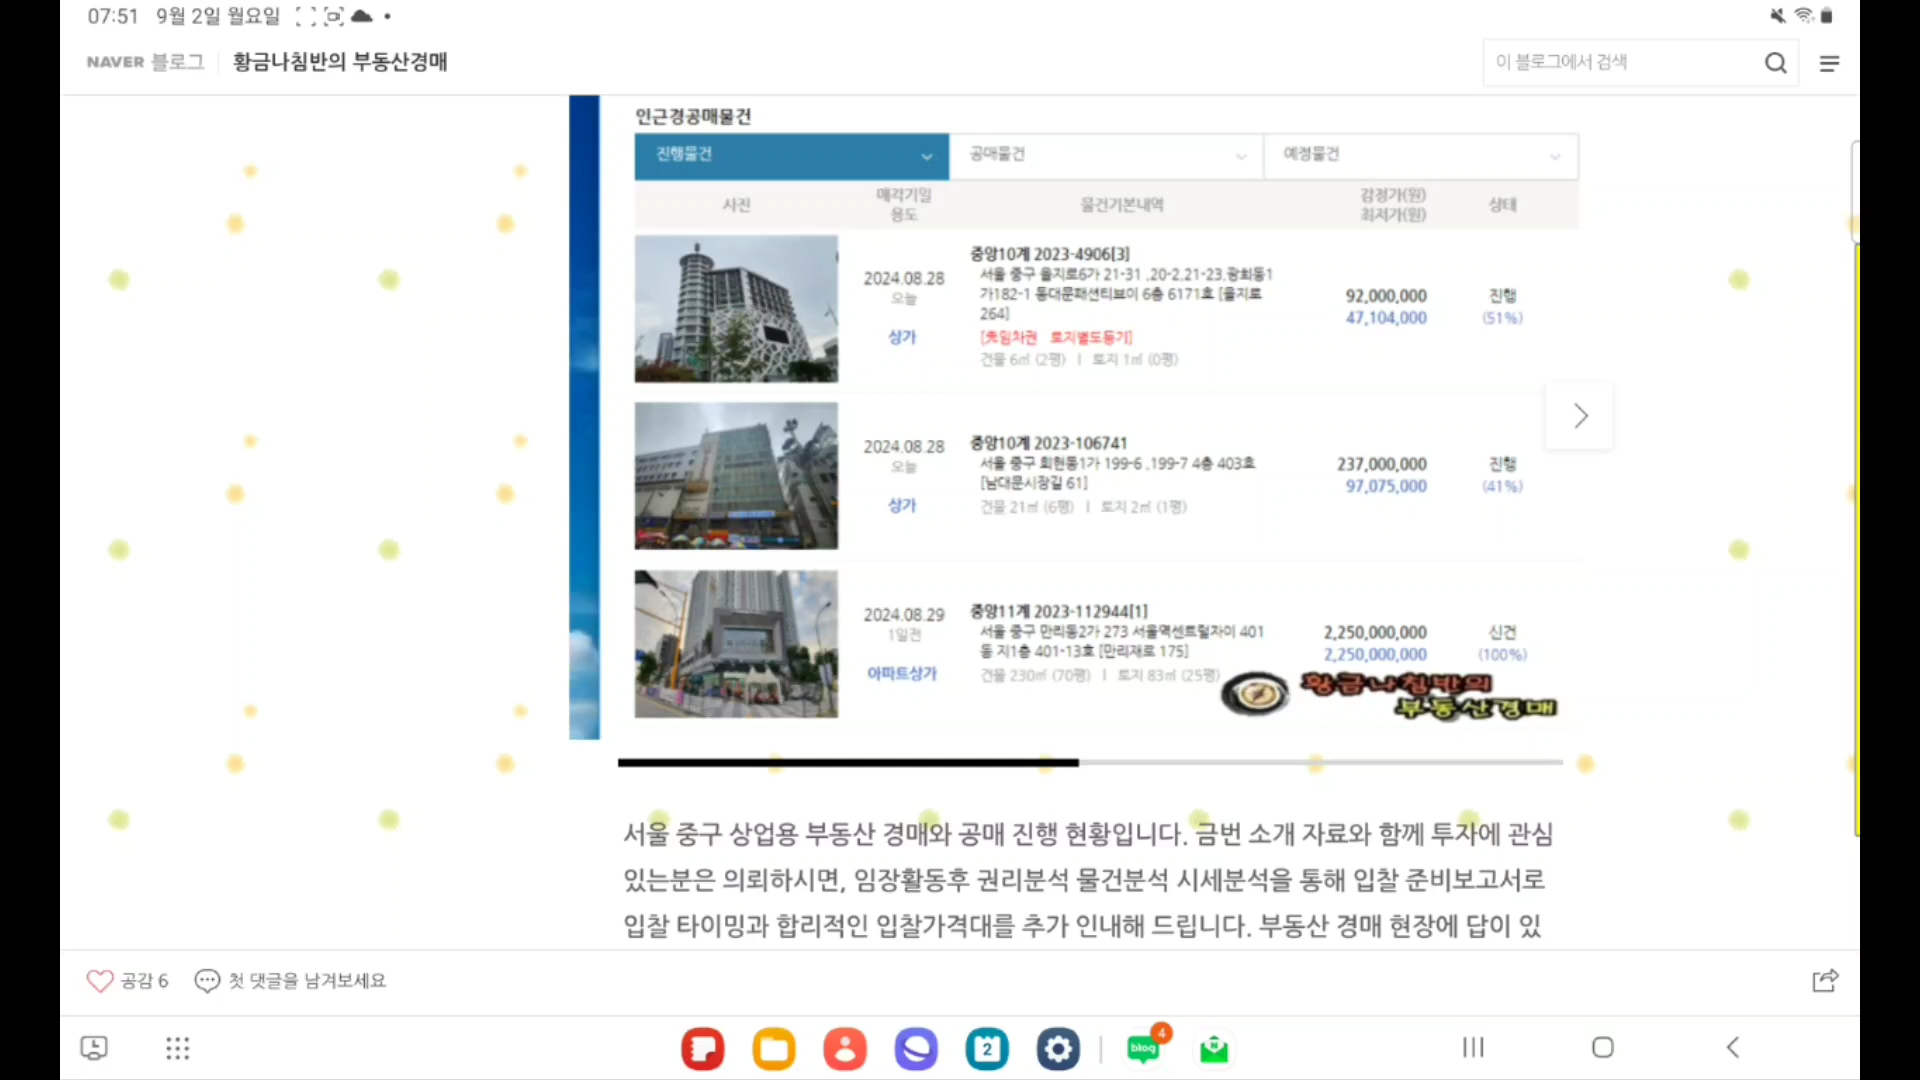 07:51 9월 2일 월요일
NAVER 블로그 황금나침반의 부동산경매
이 블로그에서 검색
인근경공매물건
진행물건 공매물건 예정물건
사진 매각기일 용도 물건기본내역 감정가(원) 최저가(원) 상태
중앙10계 2023-4906[3]
2024.08.28 서울 중구 을지로6가 21-31 ,20-2,21-23,광희동1
오늘 가182-1 동대문패션티브이 6층 6171호 [을지로 92,000,000 진행
264] 47,104,000 (51%)
상가 [先임차권 토지별도등기]
건물 6㎡ (2평) | 토지 1㎡ (0평)
2024.08.28 중앙10계 2023-106741
오늘 서울 중구 회현동1가 199-6 ,199-7 4층 403호 237,000,000 진행
[남대문시장길 61] 97,075,000 (41%)
상가 건물 21㎡ (6평) | 토지 2㎡ (1평)
2024.08.29 중앙11계 2023-112944[1]
1일전 서울 중구 만리동2가 273 서울역센트럴자이 401 2,250,000,000 신건
동 지1층 401-13호 [만리재로 175] 2,250,000,000 (100%)
아파트상가 건물 230㎡ (70평) | 토지 83㎡ (25평)
황금나침반의
부동산경매
서울 중구 상업용 부동산 경매와 공매 진행 현황입니다. 금번 소개 자료와 함께 투자에 관심
있는분은 의뢰하시면, 임장활동후 권리분석 물건분석 시세분석을 통해 입찰 준비보고서로
입찰 타이밍과 합리적인 입찰가격대를 추가 인내해 드립니다. 부동산 경매 현장에 답이 있
공감 6 첫 댓글을 남겨보세요
2 blog 4 N